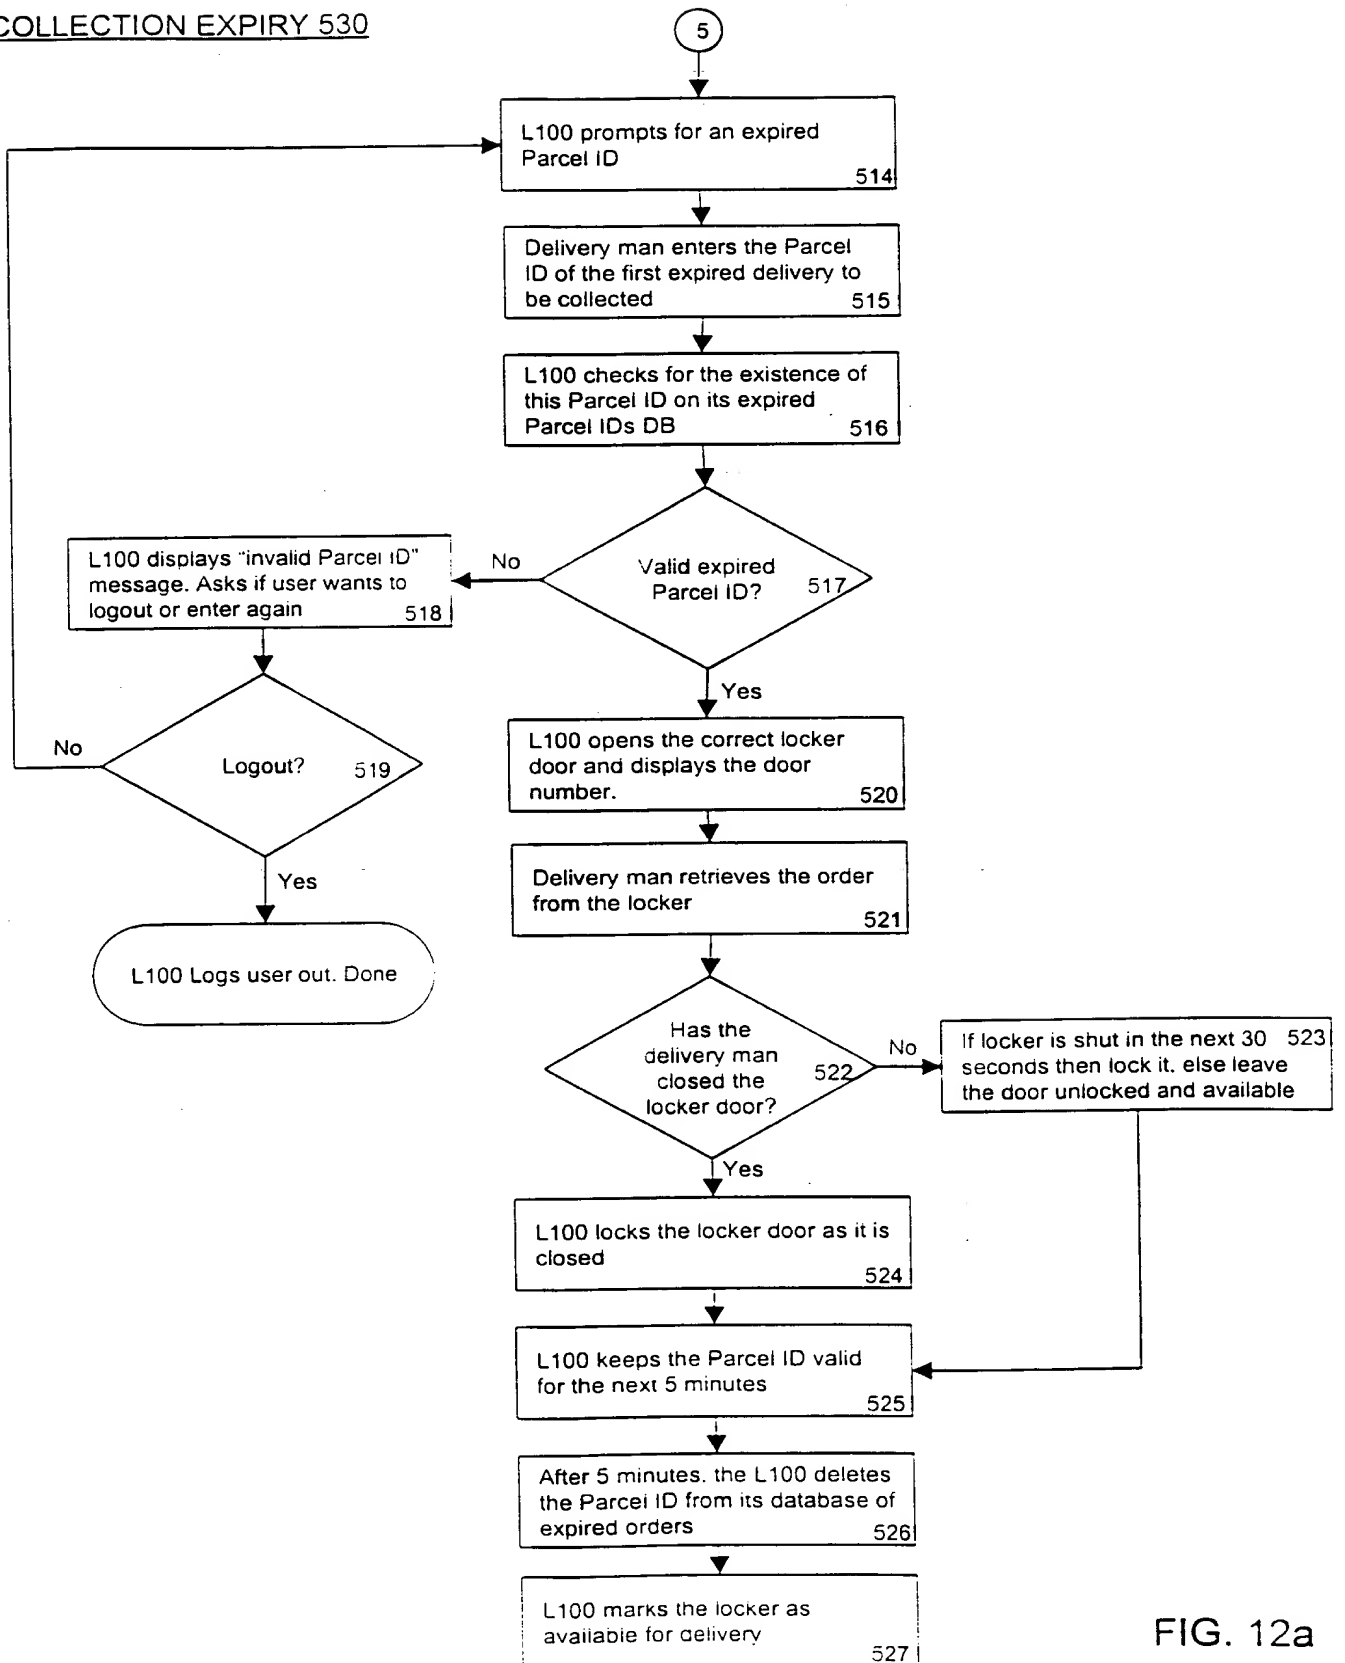 COLLECTION EXPIRY 530
5
L100 prompts for an expired
Parcel ID
514
Delivery man enters the Parcel
ID of the first expired delivery to
be collected 515
L100 checks for the existence of
this Parcel ID on its expired
Parcel IDs DB 516
Valid expired
Parcel ID? 517
No
L100 displays "invalid Parcel ID"
message. Asks if user wants to
logout or enter again 518
Logout? 519
No
Yes
L100 Logs user out. Done
Yes
L100 opens the correct locker
door and displays the door
number. 520
Delivery man retrieves the order
from the locker
521
Has the
delivery man
closed the
locker door?
522
No
If locker is shut in the next 30 523
seconds then lock it. else leave
the door unlocked and available
Yes
L100 locks the locker door as it is
closed
524
L100 keeps the Parcel ID valid
for the next 5 minutes
525
After 5 minutes. the L100 deletes
the Parcel ID from its database of
expired orders 526
L100 marks the locker as
available for delivery
527
FIG. 12a